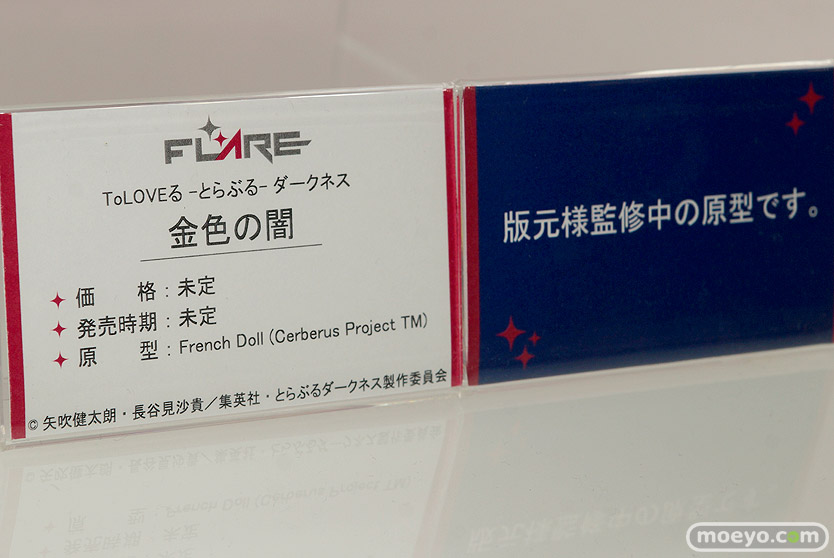 FLARE
ToLOVEる -とらぶる- ダークネス
金色の闇
価　格：未定
発売時期：未定
原　型：French Doll (Cerberus Project TM)
© 矢吹健太朗・長谷見沙貴／集英社・とらぶるダークネス製作委員会
版元様監修中の原型です。
moeyo.com